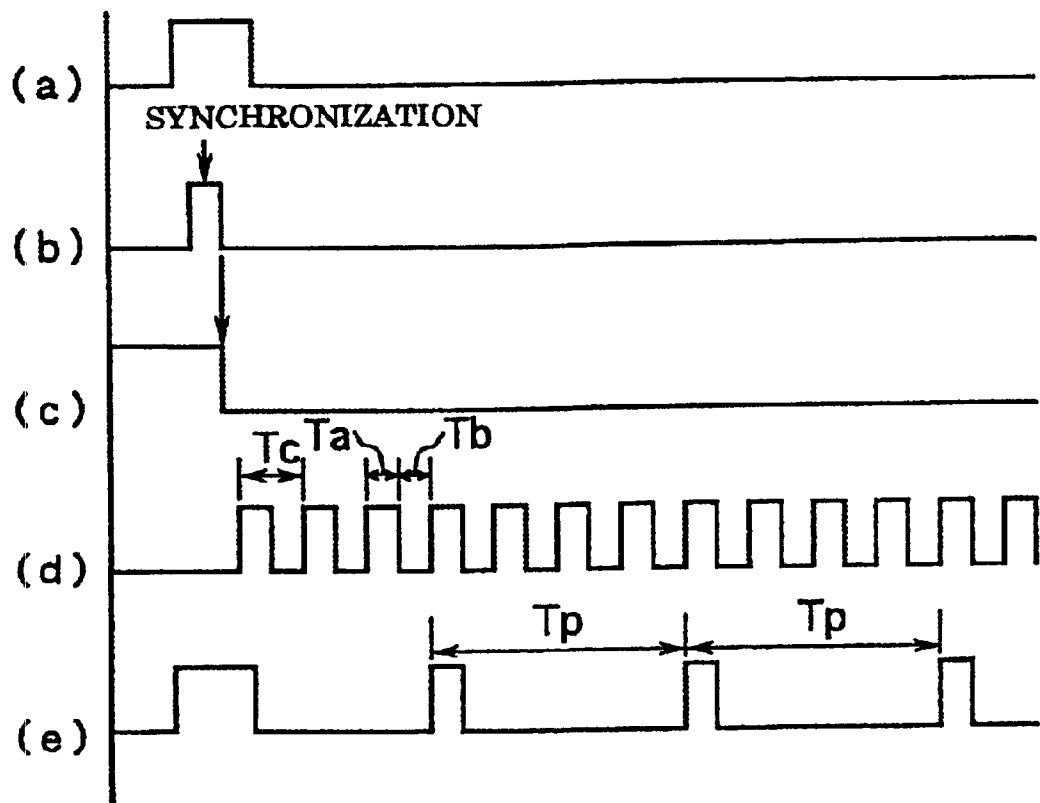 (a)
SYNCHRONIZATION
(b)
(c)
Tc Ta Tb
(d)
Tp Tp
(e)